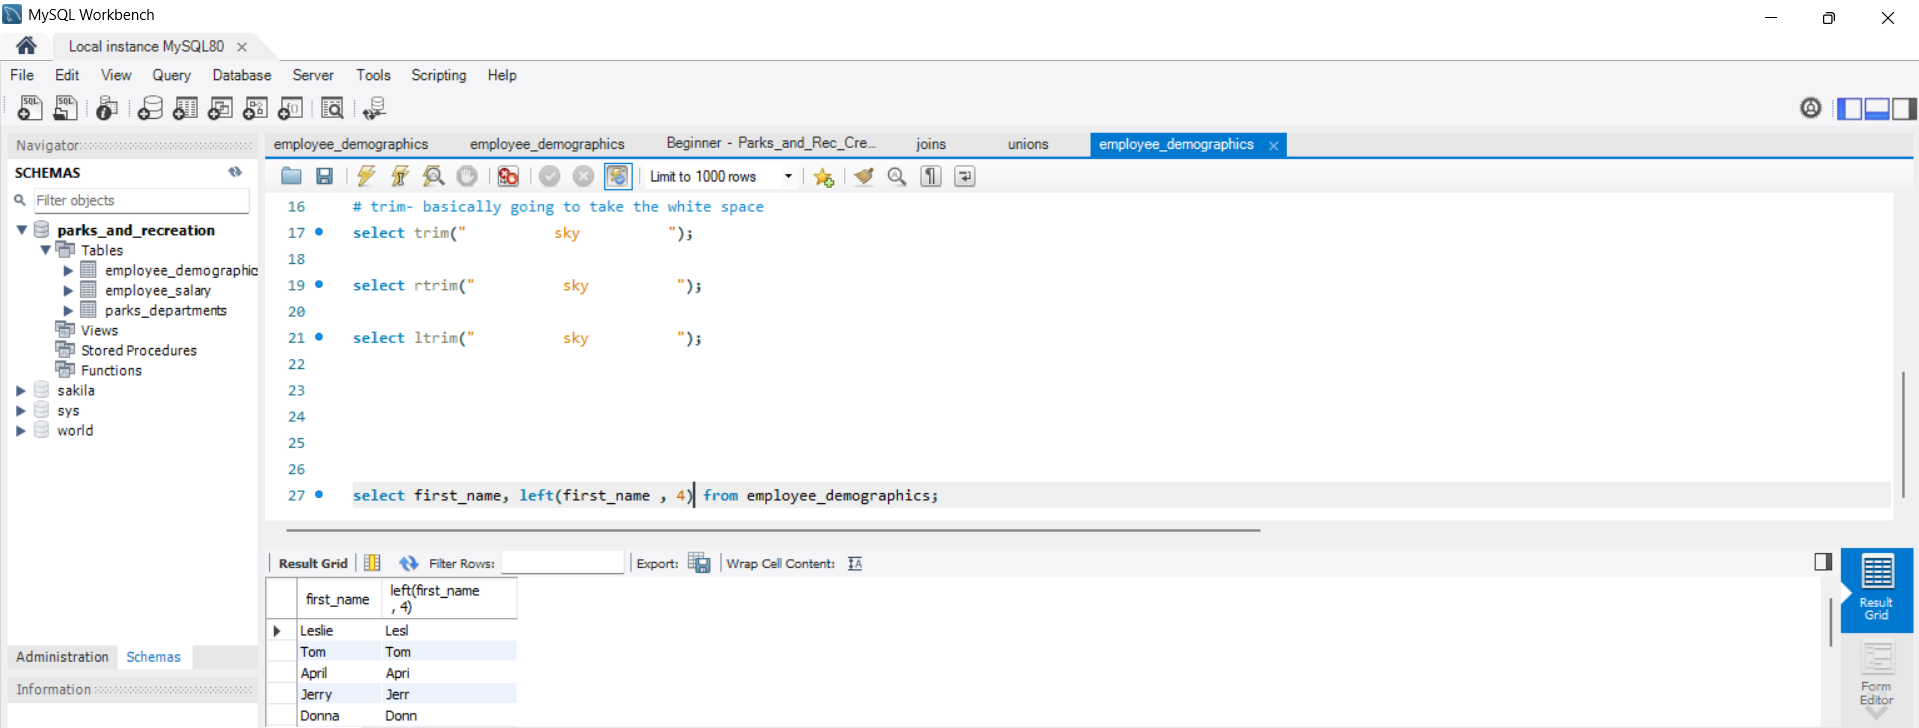 MySQL Workbench
Local instance MySQL80
File Edit View Query Database Server Tools Scripting Help
Navigator
SCHEMAS
Filter objects
parks_and_recreation
Tables
employee_demographic
employee_salary
parks_departments
Views
Stored Procedures
Functions
sakila
sys
world
Administration Schemas
Information
employee_demographics employee_demographics Beginner - Parks_and_Rec_Cre... joins unions employee_demographics
Limit to 1000 rows
16 # trim- basically going to take the white space
17 select trim("          sky          ");
18
19 select rtrim("          sky          ");
20
21 select ltrim("          sky          ");
22
23
24
25
26
27 select first_name, left(first_name , 4) from employee_demographics;
Result Grid Filter Rows: Export: Wrap Cell Content:
first_name left(first_name , 4)
Leslie Lesl
Tom Tom
April Apri
Jerry Jerr
Donna Donn
Result
Grid
Form
Editor